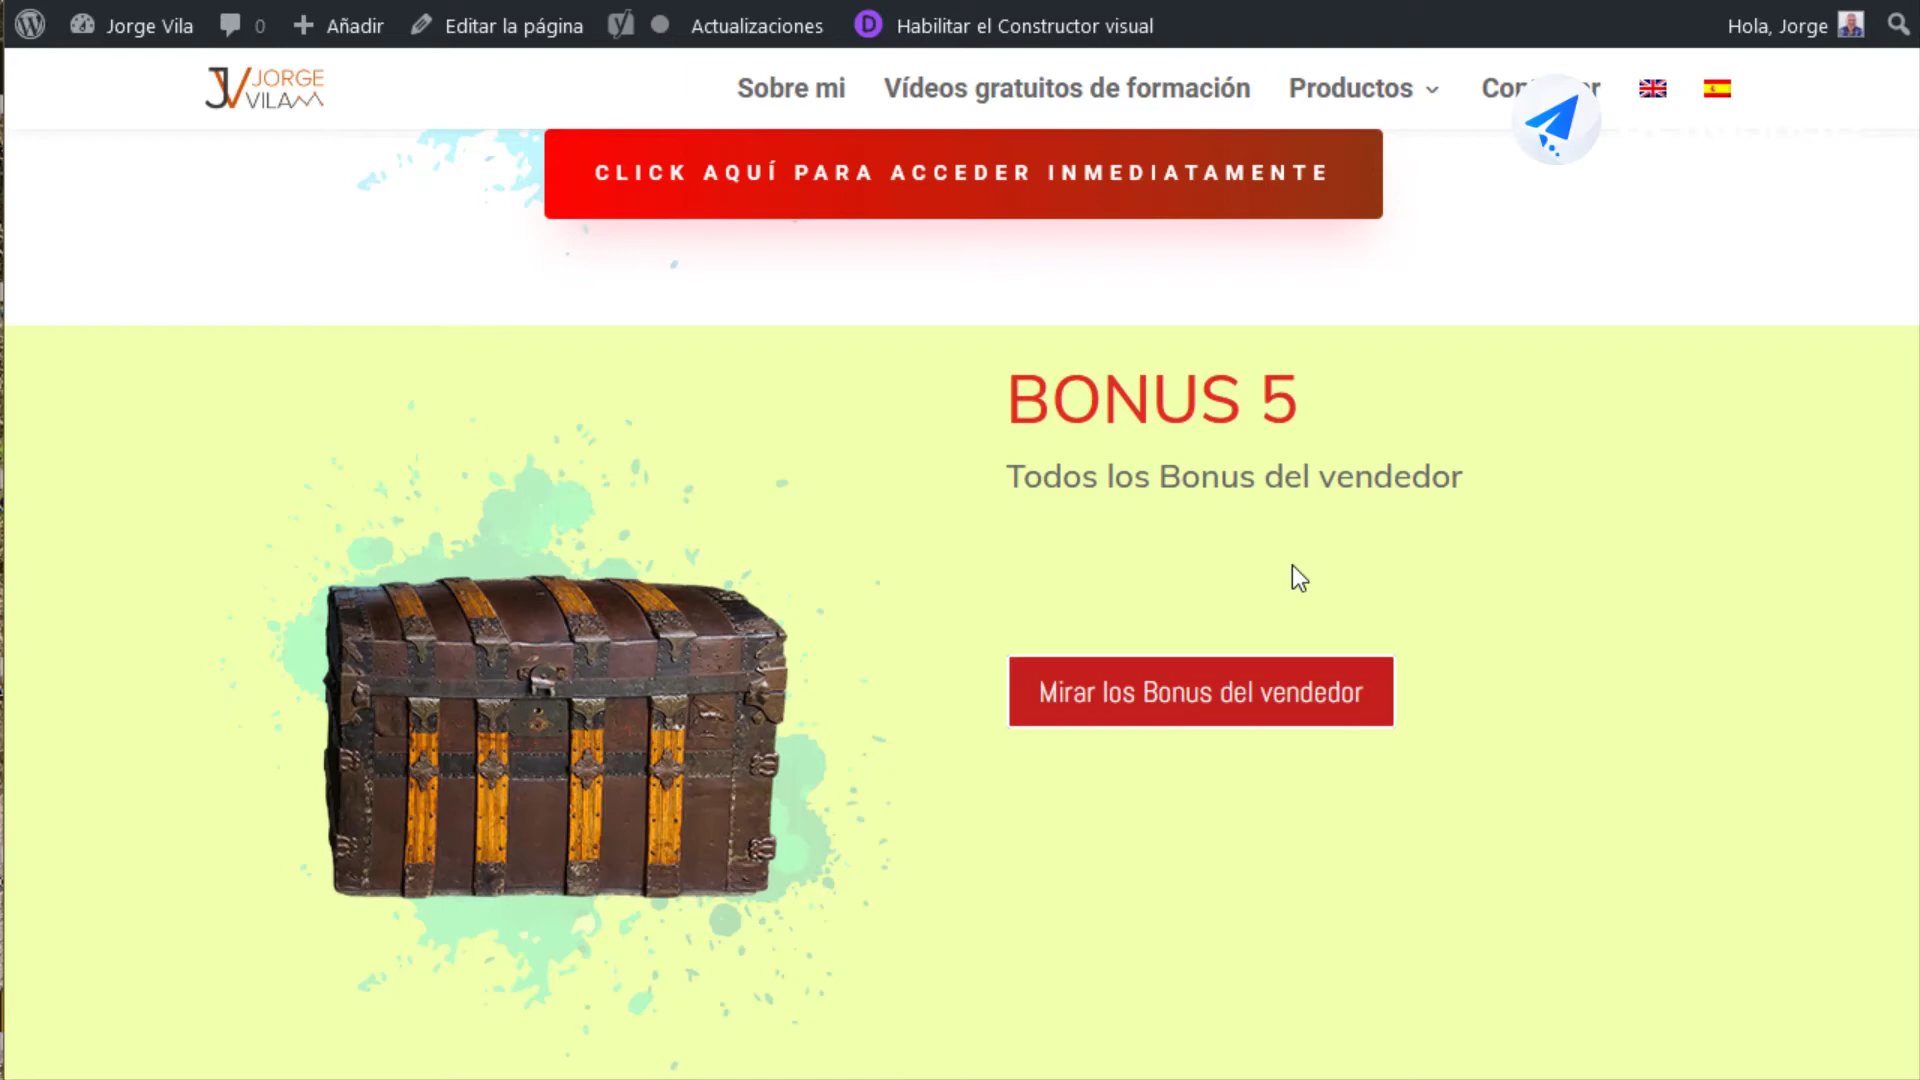 Jorge Vila 0 Añadir Editar la página Actualizaciones D Habilitar el Constructor visual Hola, Jorge
JV JORGE VILAM Sobre mi Vídeos gratuitos de formación Productos
CLICK AQUÍ PARA ACCEDER INMEDIATAMENTE
BONUS 5
Todos los Bonus del vendedor
Mirar los Bonus del vendedor